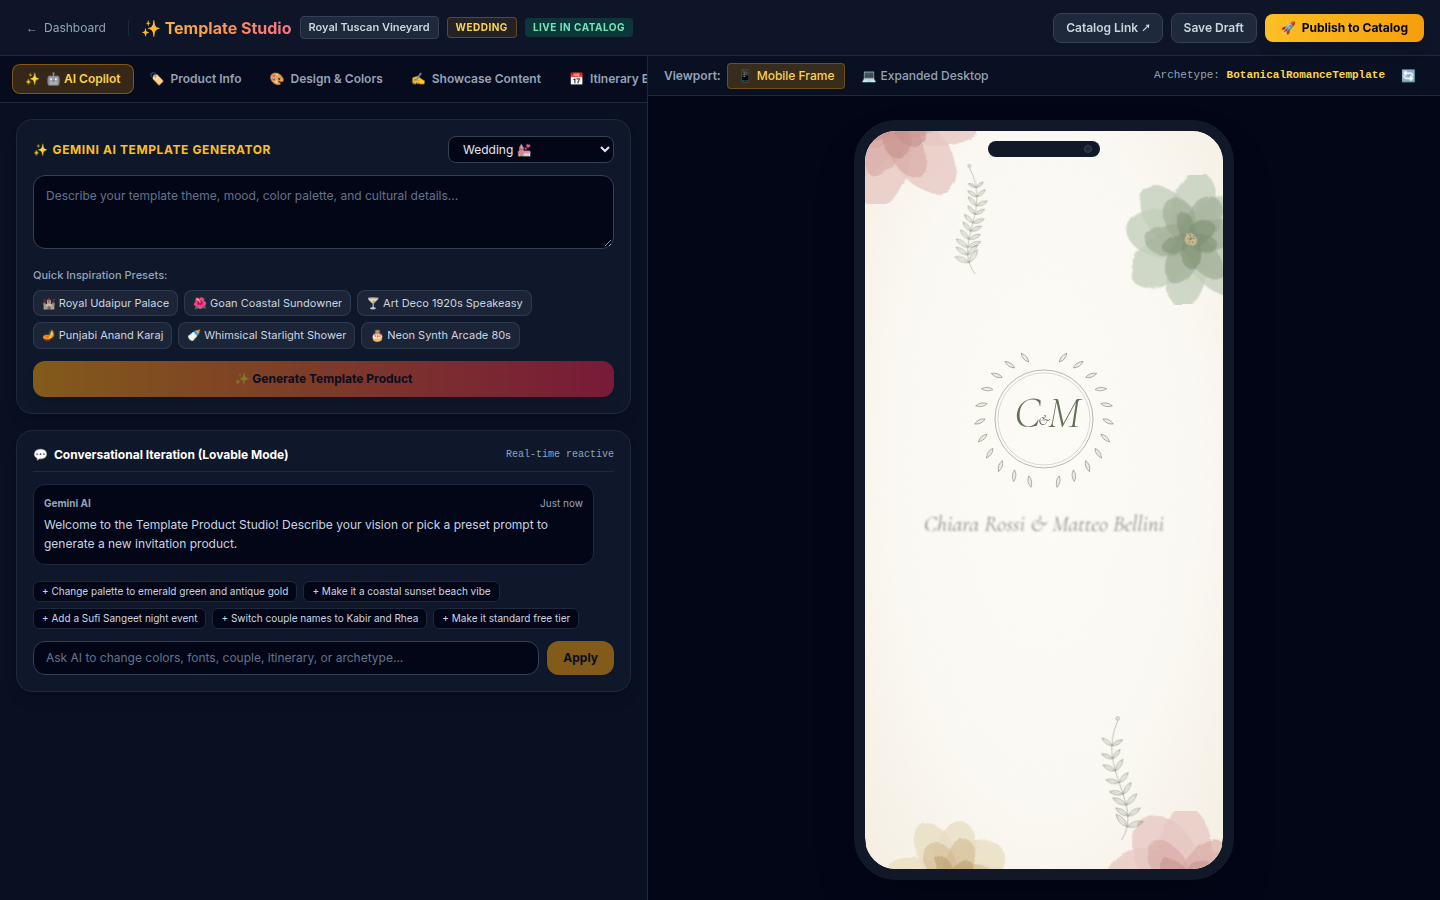 ← Dashboard
✨ Template Studio
Royal Tuscan Vineyard
WEDDING
LIVE IN CATALOG
Catalog Link ↗
Save Draft
🚀 Publish to Catalog
✨ 🤖 AI Copilot
🏷️ Product Info
🎨 Design & Colors
✍️ Showcase Content
📅 Itinerary
Viewport:
📱 Mobile Frame
💻 Expanded Desktop
Archetype: BotanicalRomanceTemplate
✨ GEMINI AI TEMPLATE GENERATOR
Wedding 💒
Describe your template theme, mood, color palette, and cultural details...
Quick Inspiration Presets:
🏰 Royal Udaipur Palace
🌺 Goan Coastal Sundowner
🍸 Art Deco 1920s Speakeasy
🪔 Punjabi Anand Karaj
🍼 Whimsical Starlight Shower
🎂 Neon Synth Arcade 80s
✨ Generate Template Product
💬 Conversational Iteration (Lovable Mode)
Real-time reactive
Gemini AI
Just now
Welcome to the Template Product Studio! Describe your vision or pick a preset prompt to
generate a new invitation product.
+ Change palette to emerald green and antique gold
+ Make it a coastal sunset beach vibe
+ Add a Sufi Sangeet night event
+ Switch couple names to Kabir and Rhea
+ Make it standard free tier
Ask AI to change colors, fonts, couple, itinerary, or archetype...
Apply
C&M
Chiara Rossi & Matteo Bellini